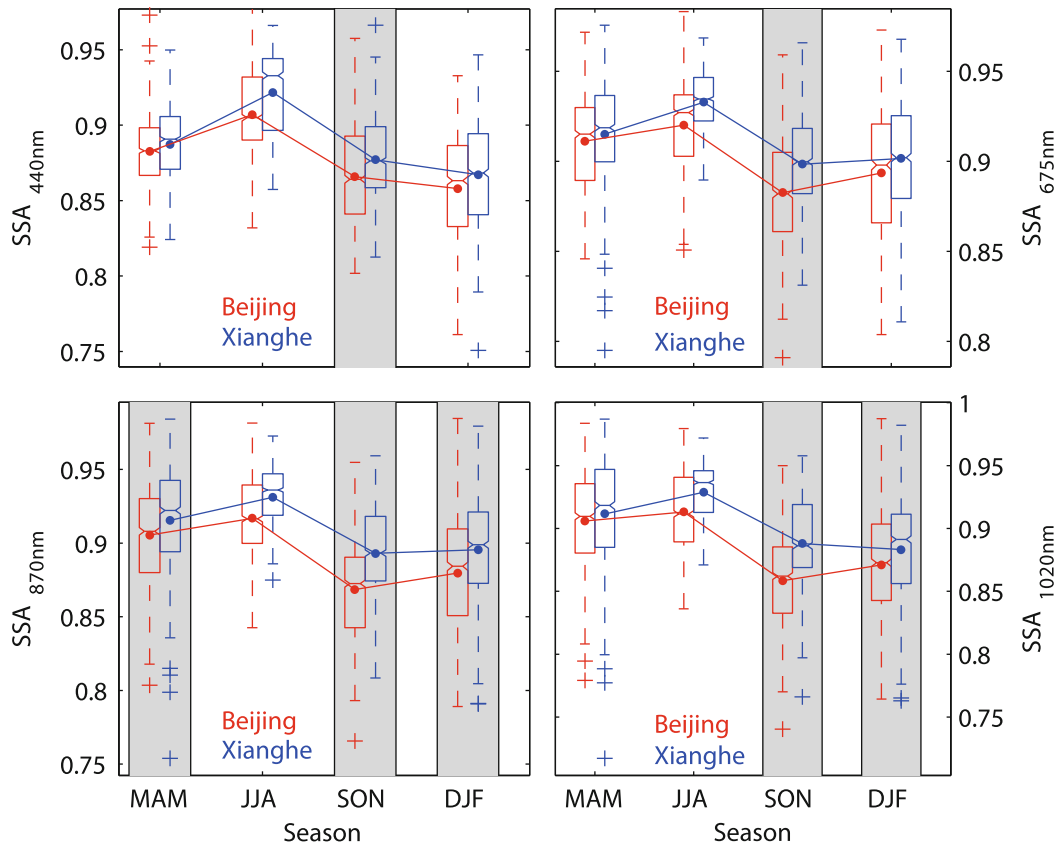 SSA 440nm
0.95
0.9
0.85
0.8
0.75
Beijing
Xianghe
SSA 675nm
0.95
0.9
0.85
0.8
Beijing
Xianghe
SSA 870nm
0.95
0.9
0.85
0.8
0.75
Beijing
Xianghe
MAM JJA SON DJF
Season
SSA 1020nm
1
0.95
0.9
0.85
0.8
0.75
Beijing
Xianghe
MAM JJA SON DJF
Season